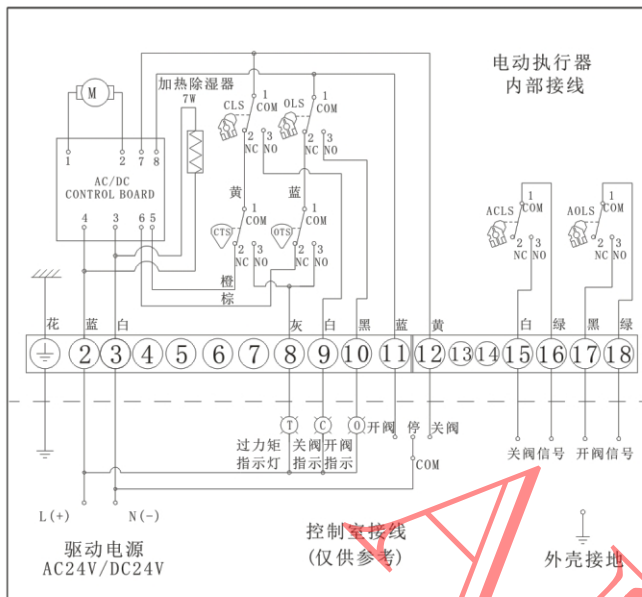 电动执行器
内部接线
加热除湿器
7W
M
CLS
1
COM
2
3
NC
NO
OLS
1
COM
2
3
NC
NO
1
2
7
8
AC/DC
CONTROL BOARD
4
3
6
5
黄
蓝
CTS
1
COM
2
3
NC
NO
OTS
1
COM
2
3
NC
NO
橙
棕
ACLS
1
COM
2
3
NC
NO
AOLS
1
COM
2
3
NC
NO
花
蓝
白
灰
白
黑
蓝
黄
白
绿
黑
绿
2
3
4
5
6
7
8
9
10
11
12
13
14
15
16
17
18
T
C
O
开阀
停
关阀
过力矩
关阀
开阀
指示灯
指示
指示
COM
关阀信号
开阀信号
L(+)
N(-)
驱动电源
AC24V/DC24V
控制室接线
(仅供参考)
外壳接地